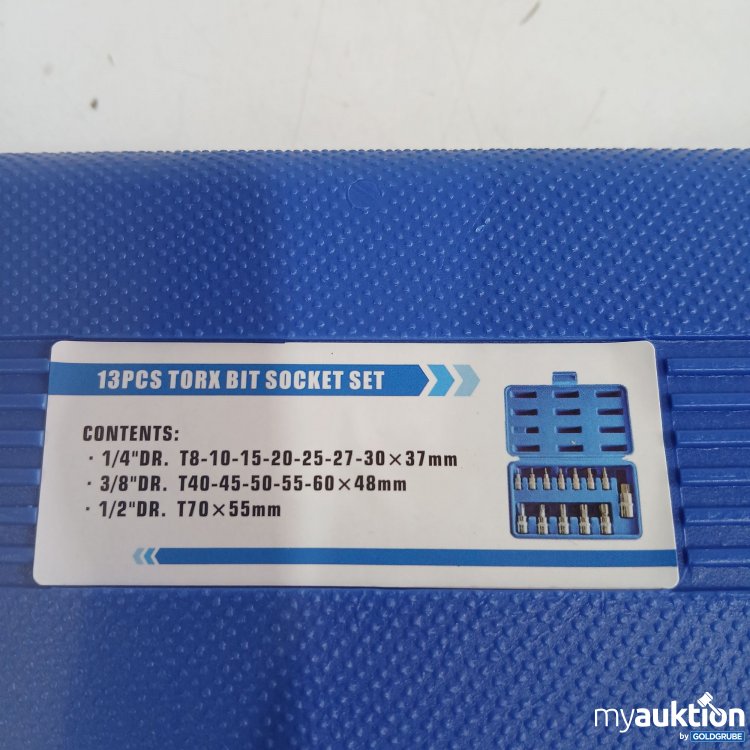 13PCS TORX BIT SOCKET SET
CONTENTS:
· 1/4"DR. T8-10-15-20-25-27-30×37mm
· 3/8"DR. T40-45-50-55-60×48mm
· 1/2"DR. T70×55mm
myauktion
by GOLDGRUBE